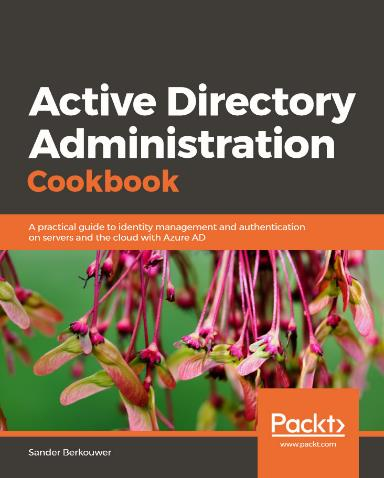 Active Directory
Administration
Cookbook
A practical guide to identity management and authentication
on servers and the cloud with Azure AD
Packt>
www.packt.com
Sander Berkouwer